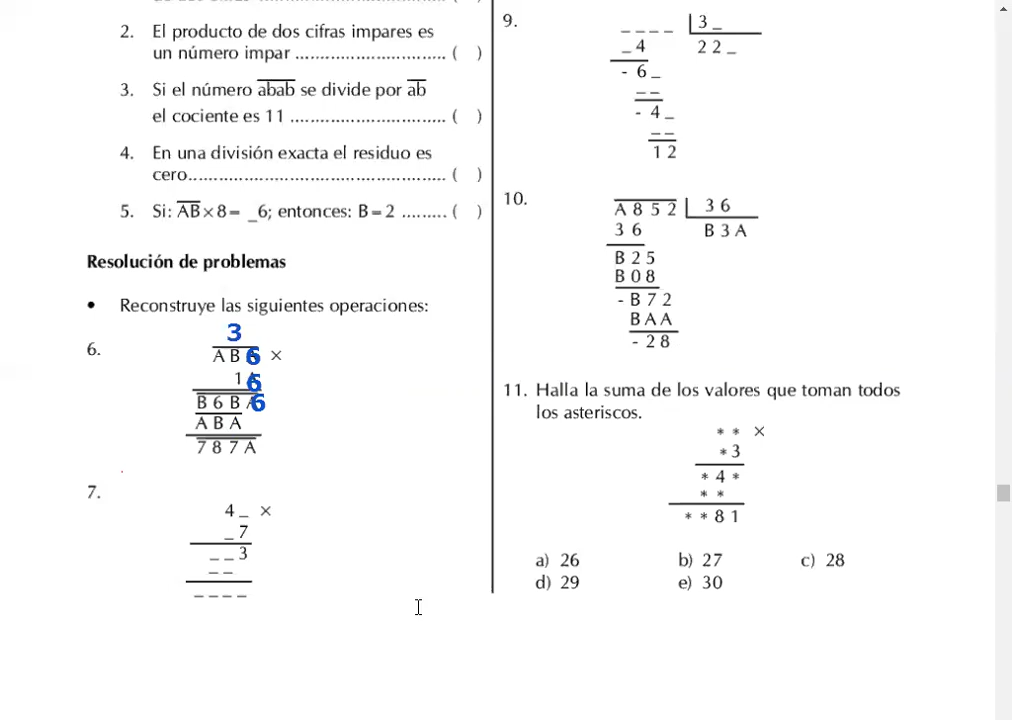 2. El producto de dos cifras impares es
un número impar .............................. ( )
3. Si el número abab se divide por ab
el cociente es 11 ............................... ( )
4. En una división exacta el residuo es
cero................................................. ( )
5. Si: AB × 8 = _6; entonces: B = 2 ......... ( )
Resolución de problemas
• Reconstruye las siguientes operaciones:
6.
3
A B 6 ×
1 6
B 6 B 6
A B A
7 8 7 A
7.
4 _ ×
_ 7
_ _ 3
_ _
_ _ _ _
9.
_ _ _ _ 3 _
_ 4 2 2 _
- 6 _
_ _
- 4 _
_ _
1 2
10.
A 8 5 2 3 6
3 6 B 3 A
B 2 5
B 0 8
- B 7 2
B A A
- 2 8
11. Halla la suma de los valores que toman todos
los asteriscos.
* * ×
* 3
* 4 *
* *
* * 8 1
a) 26 b) 27 c) 28
d) 29 e) 30